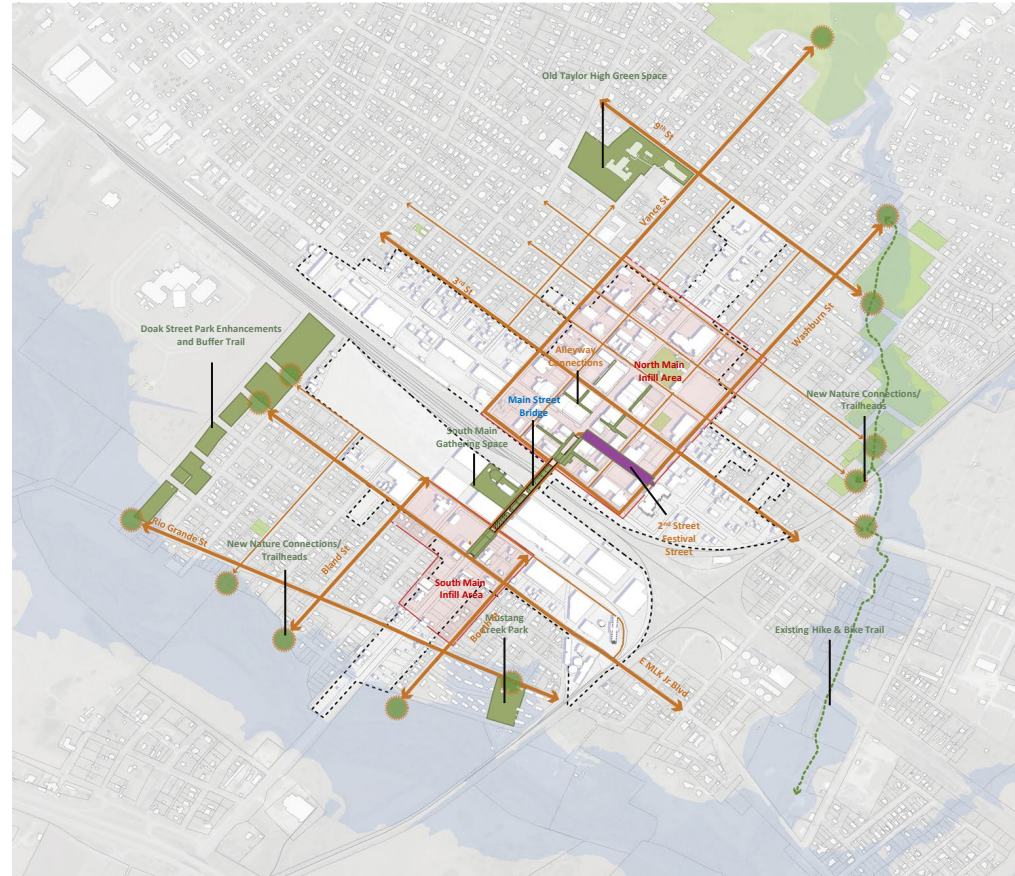 Old Taylor High Green Space
9th St
Vance St
3rd St
Washburn St
Doak Street Park Enhancements
and Buffer Trail
Alleyway
Connections
North Main
Infill Area
Main Street
Bridge
New Nature Connections/
Trailheads
South Main
Gathering Space
2nd Street
Festival
Street
Rio Grande St
New Nature Connections/
Trailheads
Bland St
South Main
Infill Area
Mustang
Creek Park
Existing Hike & Bike Trail
E MLK Jr Blvd